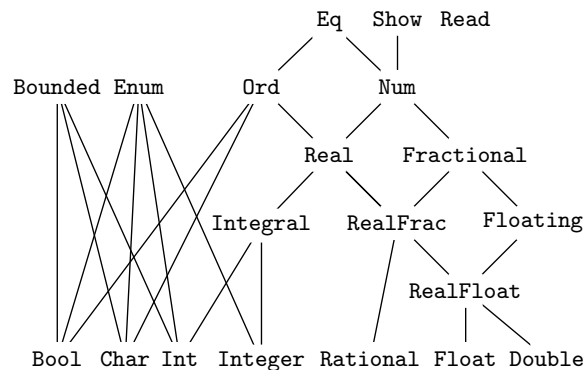 Eq Show Read
Bounded Enum Ord Num
Real Fractional
Integral RealFrac Floating
RealFloat
Bool Char Int Integer Rational Float Double